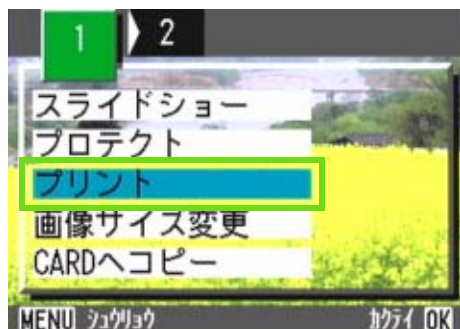 1 2
スライドショー
プロテクト
プリント
画像サイズ変更
CARDへコピー
MENU シュウリョウ カクテイ OK